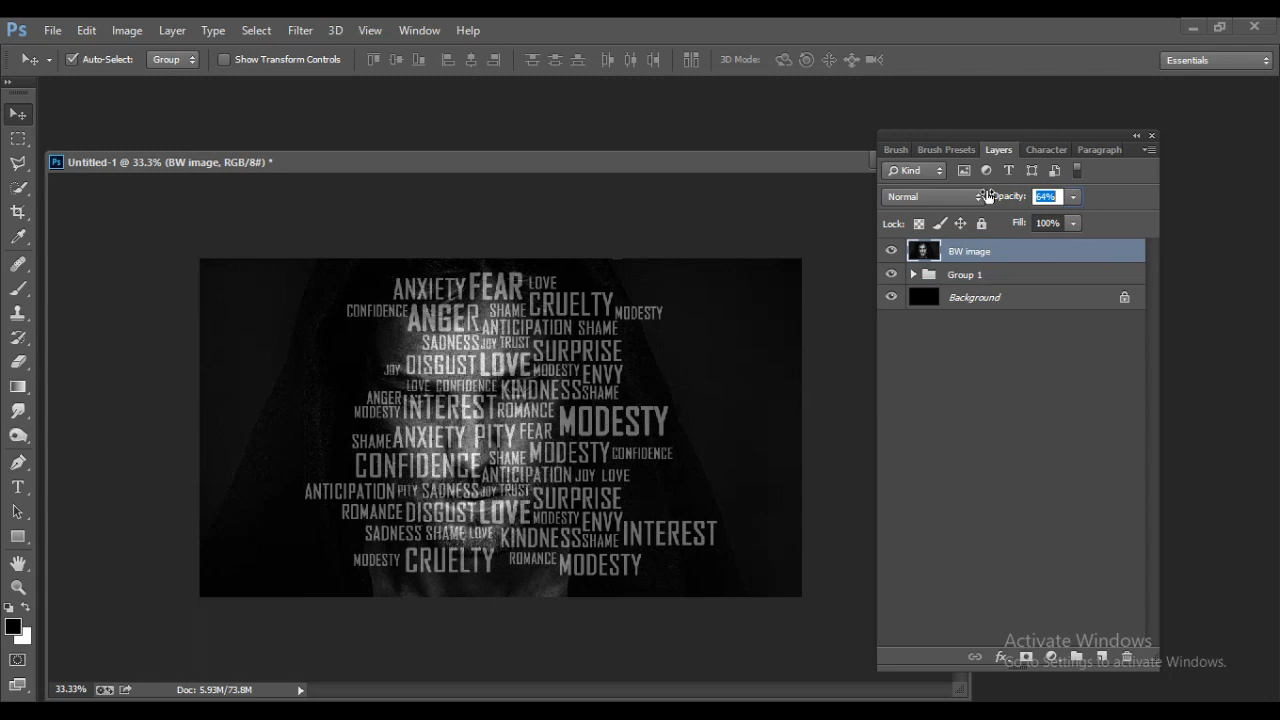 Ps File Edit Image Layer Type Select Filter 3D View Window Help
Auto-Select: Group Show Transform Controls 3D Mode: Essentials
Ps Untitled-1 @ 33.3% (BW image, RGB/8#) *
Brush Brush Presets Layers Character Paragraph
Kind
Normal Opacity: 64%
Lock: Fill: 100%
BW image
Group 1
Background
ANXIETY FEAR LOVE
CONFIDENCE ANGER SHAME CRUELTY MODESTY
ANTICIPATION SHAME
SADNESS JOY TRUST SURPRISE
JOY DISGUST LOVE MODESTY ENVY
LOVE CONFIDENCE KINDNESS SHAME
ANGER INTEREST ROMANCE
MODESTY MODESTY
SHAME ANXIETY PITY FEAR
CONFIDENCE SHAME MODESTY CONFIDENCE
ANTICIPATION JOY LOVE
ANTICIPATION PITY SADNESS JOY TRUST SURPRISE
ROMANCE DISGUST LOVE MODESTY ENVY
SADNESS SHAME LOVE KINDNESS SHAME INTEREST
MODESTY CRUELTY ROMANCE MODESTY
T
Activate Windows
Go to Settings to activate Windows.
fx
33.33% Doc: 5.93M/73.8M